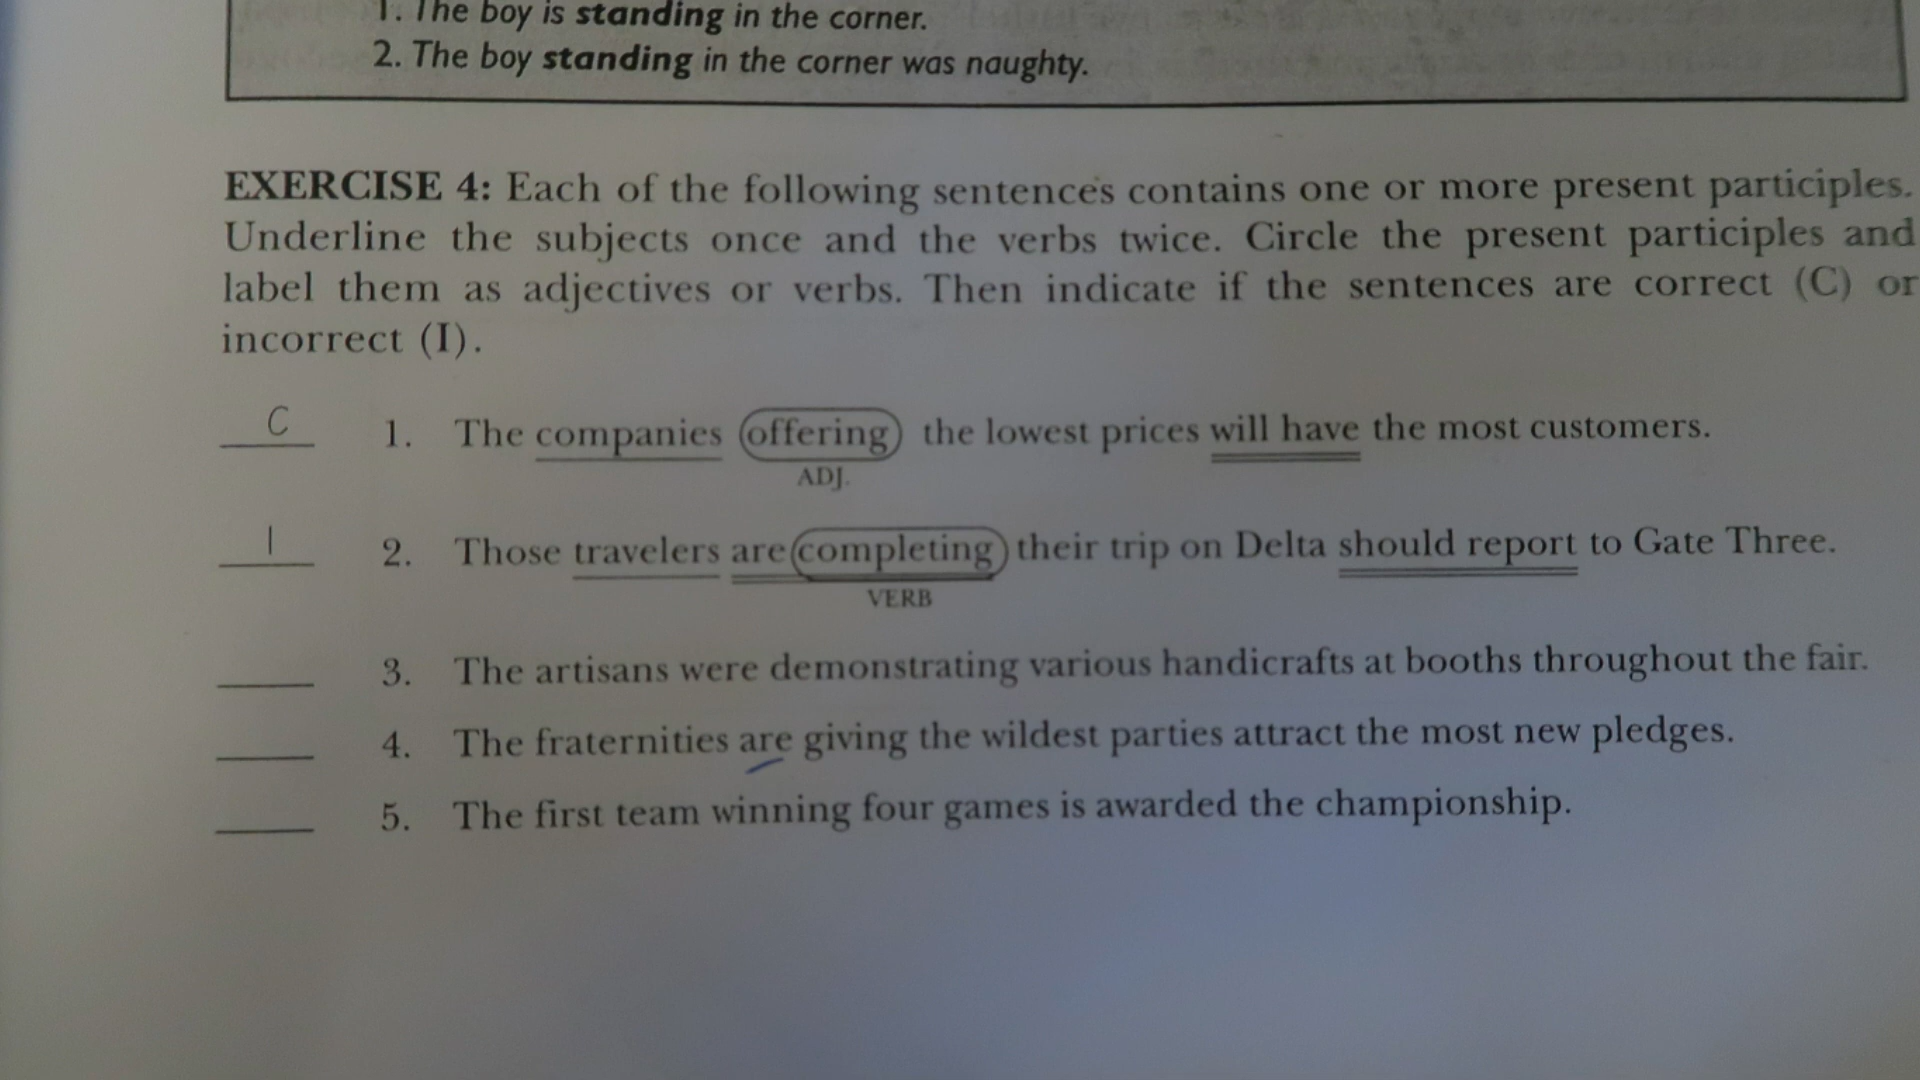 1. The boy is standing in the corner.
2. The boy standing in the corner was naughty.
EXERCISE 4: Each of the following sentences contains one or more present participles.
Underline the subjects once and the verbs twice. Circle the present participles and
label them as adjectives or verbs. Then indicate if the sentences are correct (C) or
incorrect (I).
C 1. The companies offering the lowest prices will have the most customers.
ADJ.
I 2. Those travelers are completing their trip on Delta should report to Gate Three.
VERB
3. The artisans were demonstrating various handicrafts at booths throughout the fair.
4. The fraternities are giving the wildest parties attract the most new pledges.
5. The first team winning four games is awarded the championship.